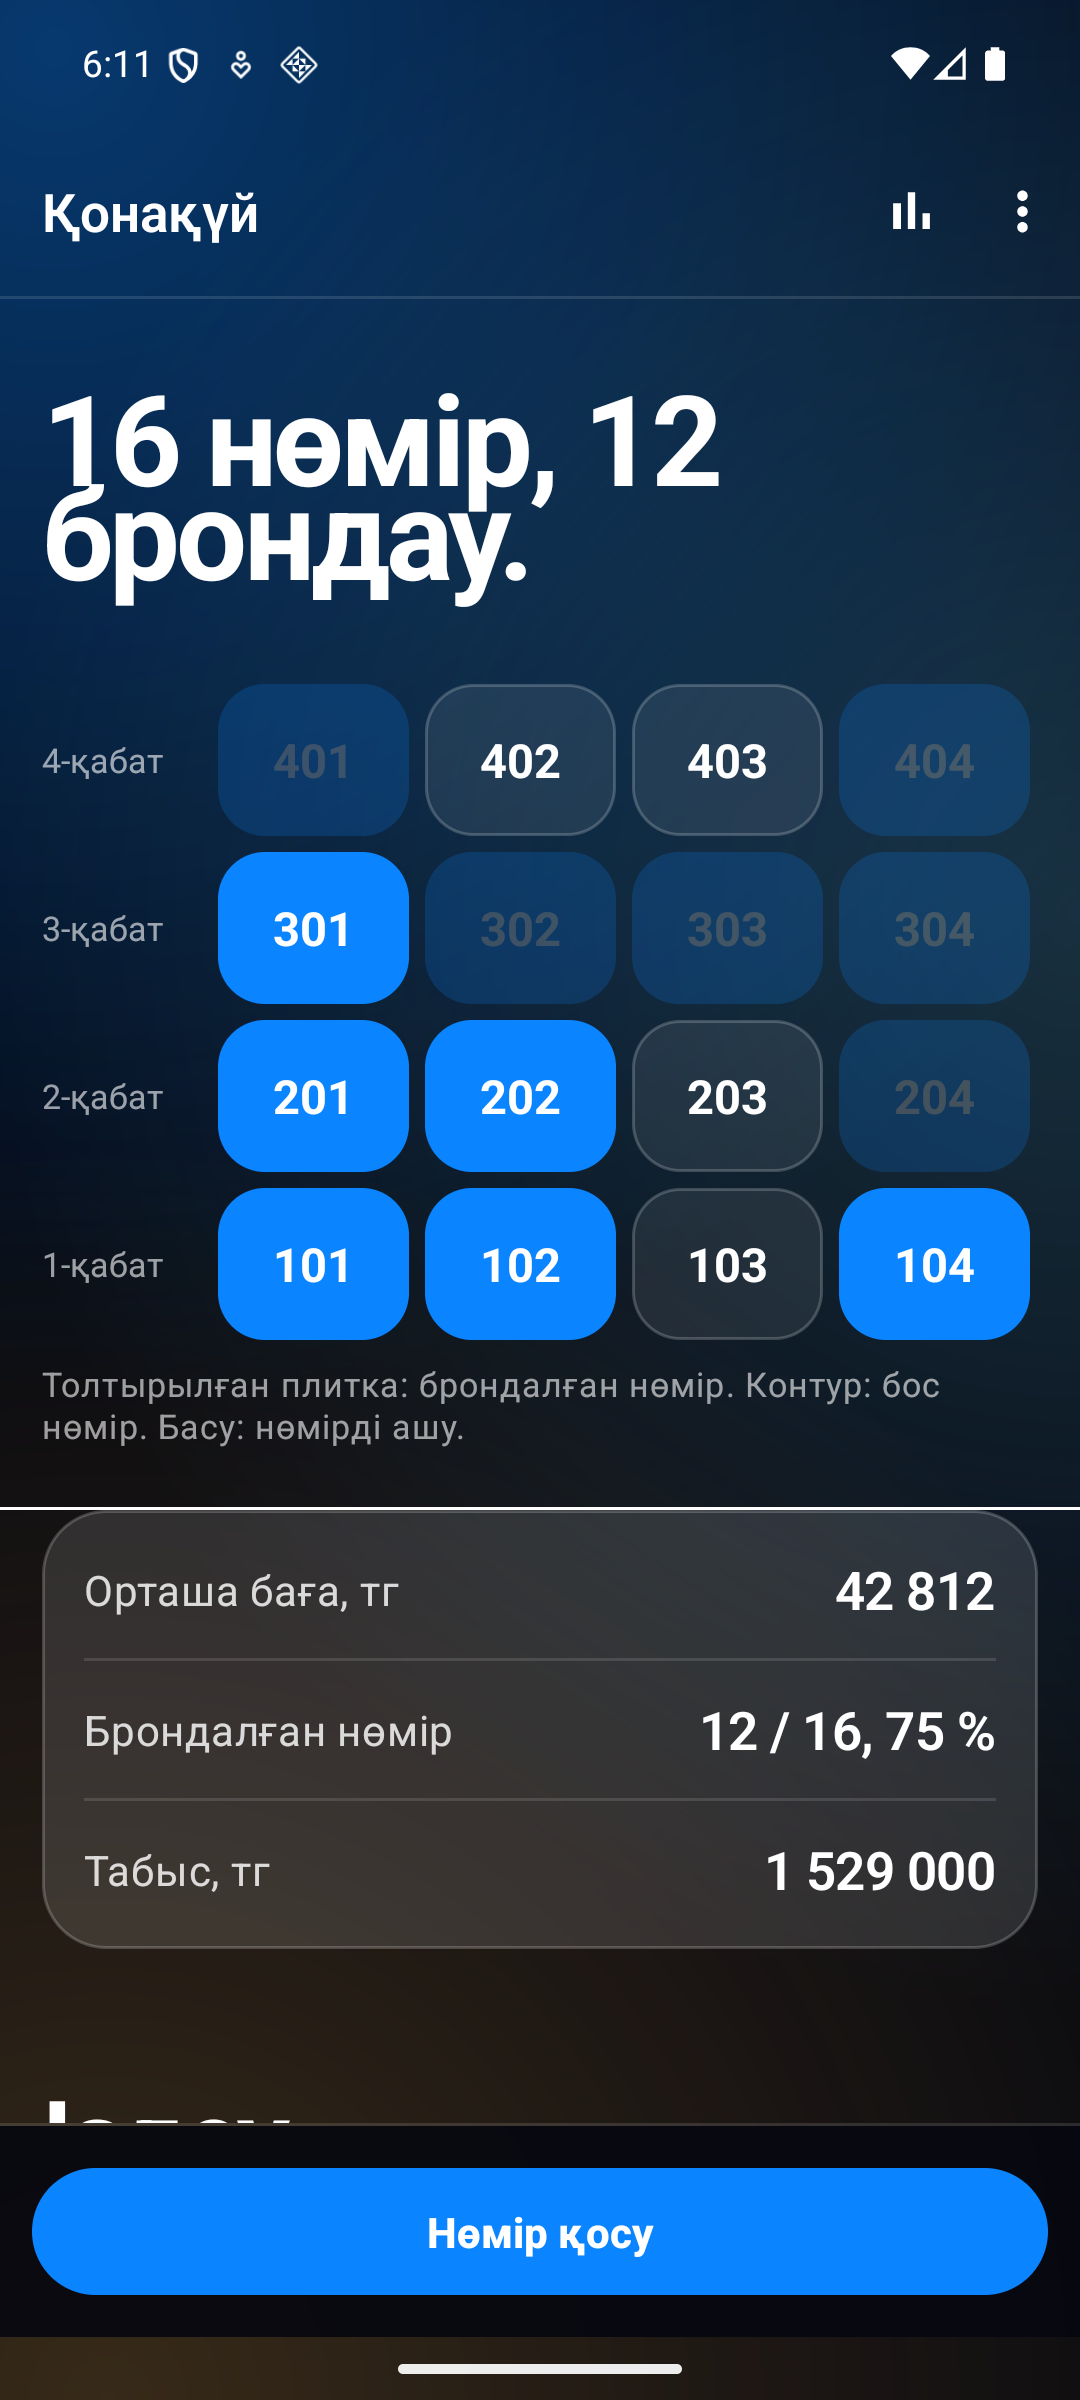 6:11
Қонақүй
16 нөмір, 12
брондау.
4-қабат 401 402 403 404
3-қабат 301 302 303 304
2-қабат 201 202 203 204
1-қабат 101 102 103 104
Толтырылған плитка: брондалған нөмір. Контур: бос
нөмір. Басу: нөмірді ашу.
Орташа баға, тг 42 812
Брондалған нөмір 12 / 16, 75 %
Табыс, тг 1 529 000
Нөмір қосу